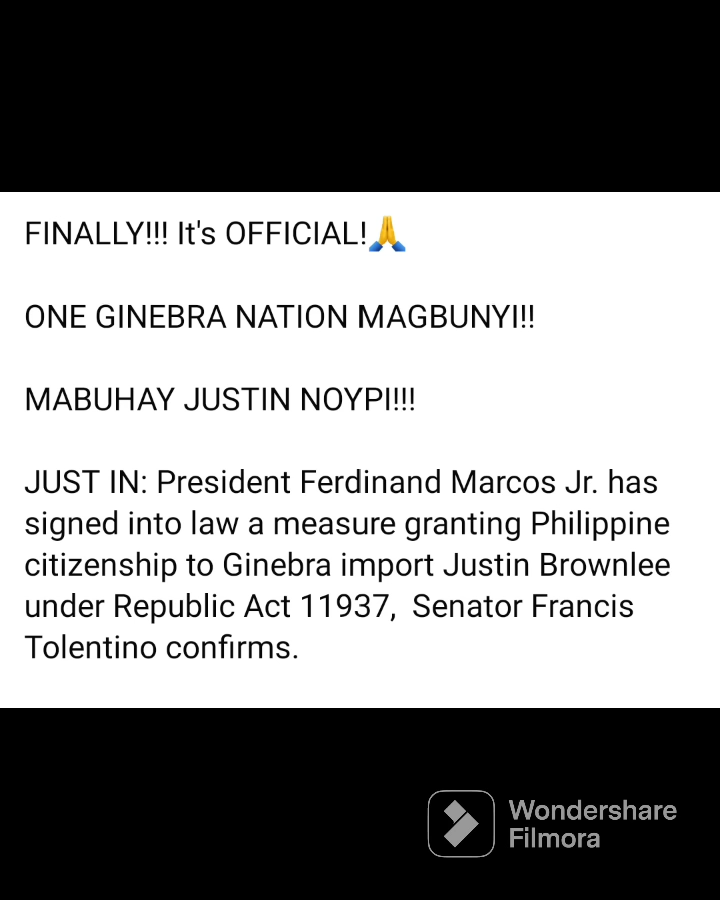 FINALLY!!! It's OFFICIAL!🙏
ONE GINEBRA NATION MAGBUNYI!!
MABUHAY JUSTIN NOYPI!!!
JUST IN: President Ferdinand Marcos Jr. has
signed into law a measure granting Philippine
citizenship to Ginebra import Justin Brownlee
under Republic Act 11937,  Senator Francis
Tolentino confirms.
Wondershare
Filmora